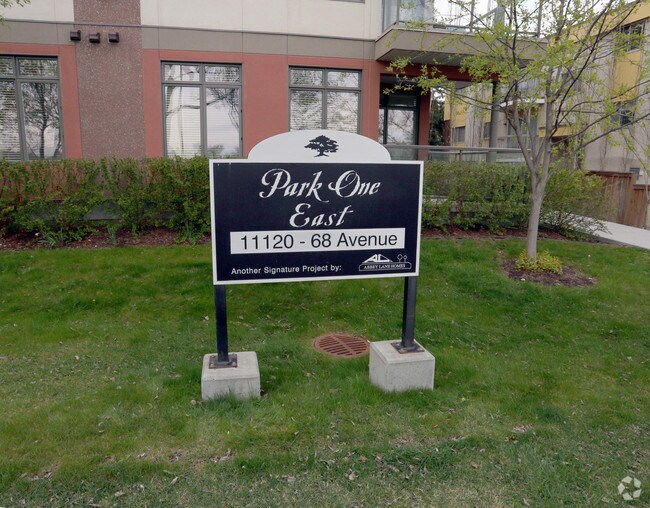 Park One
East
11120 - 68 Avenue
Another Signature Project by:
ABBEY LANE HOMES